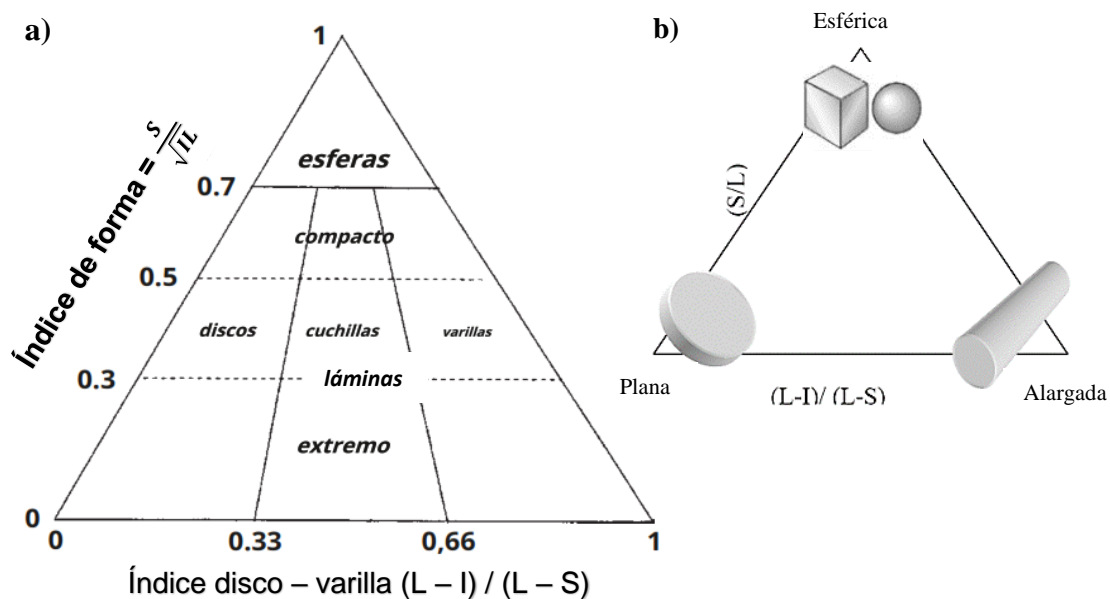 a)
Índice de forma = S/√IL
1
esferas
0.7
compacto
0.5
discos
cuchillas
varillas
0.3
láminas
extremo
0
0
0.33
0,66
1
Índice disco – varilla (L – I) / (L – S)
b)
Esférica
(S/L)
Plana
(L-I)/ (L-S)
Alargada